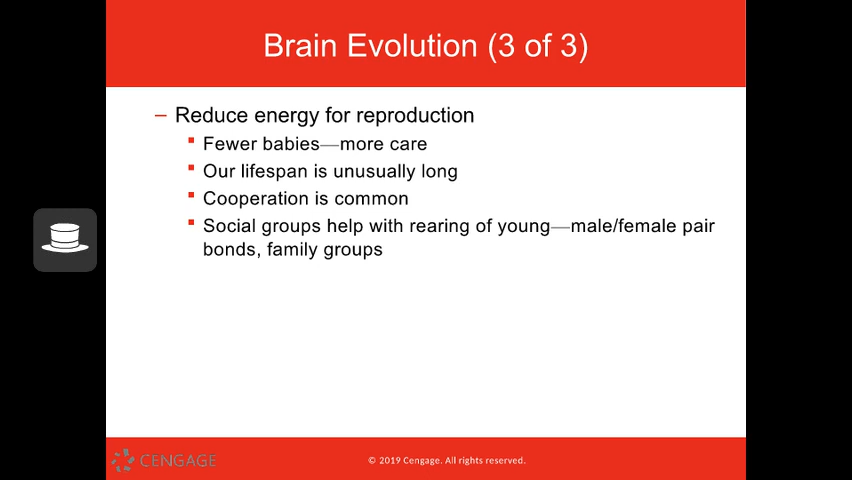 Brain Evolution (3 of 3)
– Reduce energy for reproduction
▪ Fewer babies—more care
▪ Our lifespan is unusually long
▪ Cooperation is common
▪ Social groups help with rearing of young—male/female pair
bonds, family groups
CENGAGE
© 2019 Cengage. All rights reserved.